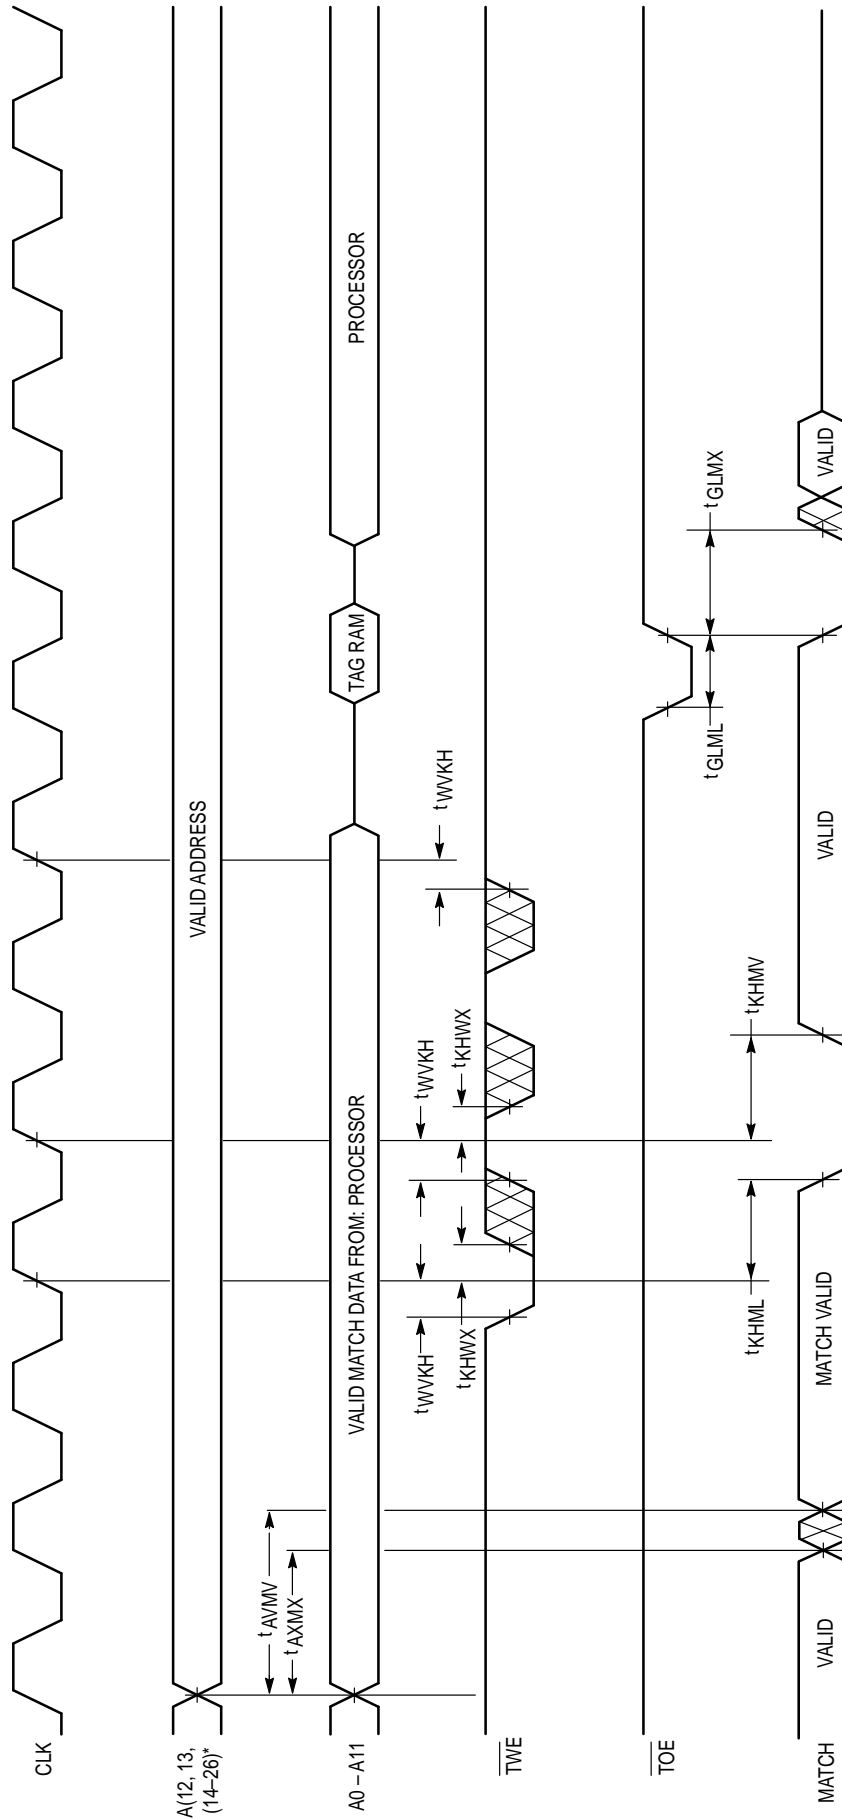 CLK
A(12, 13,
(14–26)*
VALID ADDRESS
tAVMV
tAXMX
A0 – A11
VALID MATCH DATA FROM: PROCESSOR
TAG RAM
PROCESSOR
tWVKH
tWVKH
tWVKH
tKHWX
tKHWX
TWE
TOE
tGLML
tGLMX
tKHML
tKHMV
MATCH
VALID
MATCH VALID
VALID
VALID